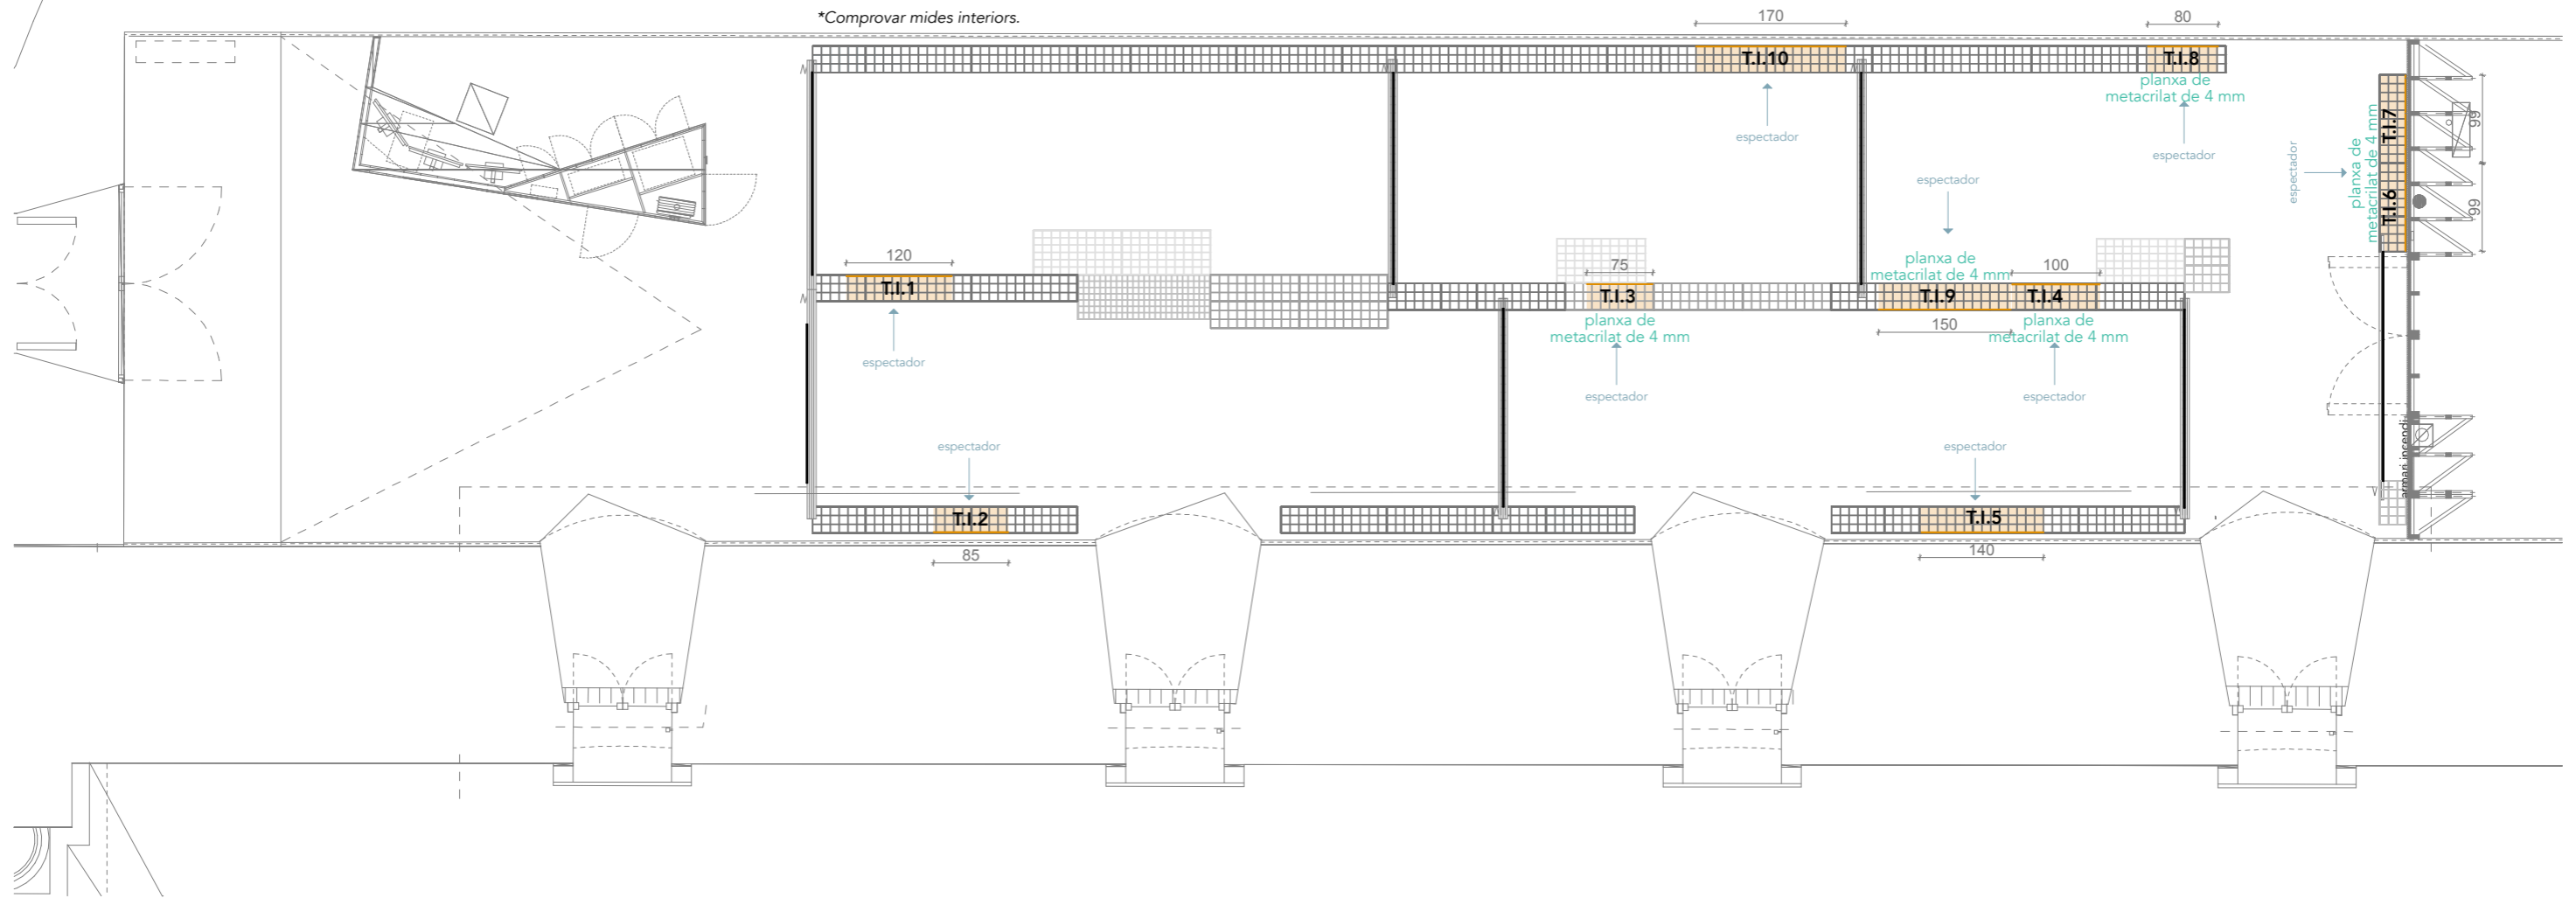 *Comprovar mides interiors.
170
80
T.I.10
T.I.8
planxa de
metacrilat de 4 mm
espectador
espectador
T.I.7
T.I.6
planxa de
metacrilat de 4 mm
espectador
99
99
espectador
planxa de
metacrilat de 4 mm
120
75
100
T.I.1
T.I.3
T.I.9
T.I.4
planxa de
metacrilat de 4 mm
150
planxa de
metacrilat de 4 mm
espectador
espectador
espectador
espectador
espectador
armari incendi
T.I.2
T.I.5
85
140